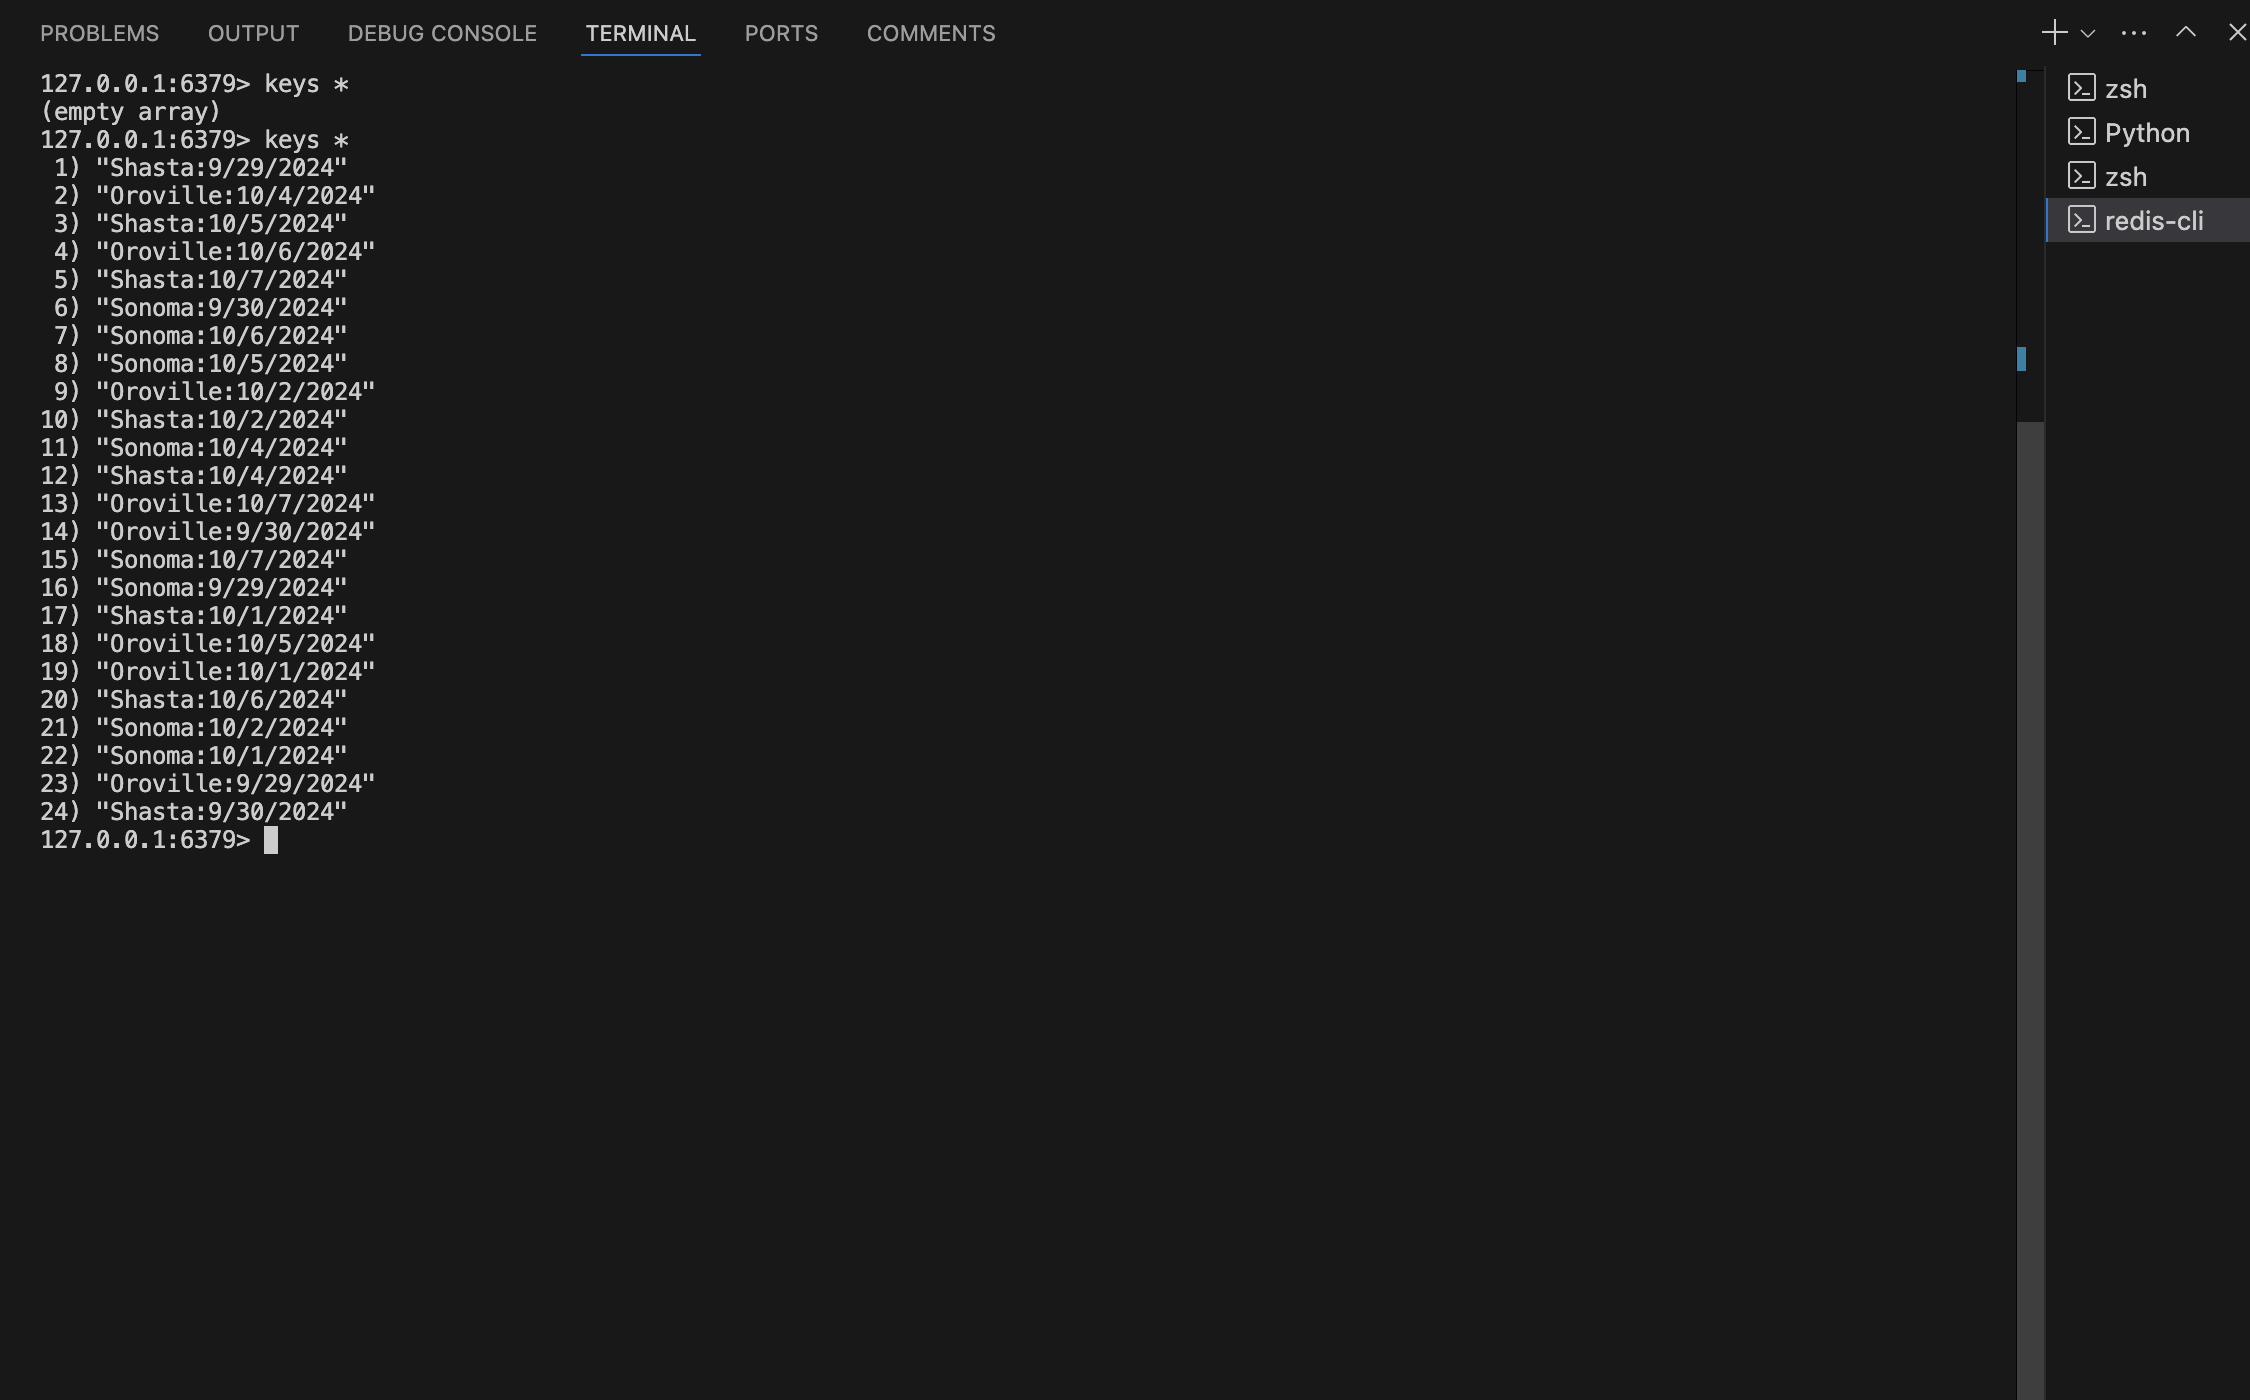 PROBLEMS OUTPUT DEBUG CONSOLE TERMINAL PORTS COMMENTS
127.0.0.1:6379> keys *
(empty array)
127.0.0.1:6379> keys *
1) "Shasta:9/29/2024"
2) "Oroville:10/4/2024"
3) "Shasta:10/5/2024"
4) "Oroville:10/6/2024"
5) "Shasta:10/7/2024"
6) "Sonoma:9/30/2024"
7) "Sonoma:10/6/2024"
8) "Sonoma:10/5/2024"
9) "Oroville:10/2/2024"
10) "Shasta:10/2/2024"
11) "Sonoma:10/4/2024"
12) "Shasta:10/4/2024"
13) "Oroville:10/7/2024"
14) "Oroville:9/30/2024"
15) "Sonoma:10/7/2024"
16) "Sonoma:9/29/2024"
17) "Shasta:10/1/2024"
18) "Oroville:10/5/2024"
19) "Oroville:10/1/2024"
20) "Shasta:10/6/2024"
21) "Sonoma:10/2/2024"
22) "Sonoma:10/1/2024"
23) "Oroville:9/29/2024"
24) "Shasta:9/30/2024"
127.0.0.1:6379>
zsh
Python
zsh
redis-cli